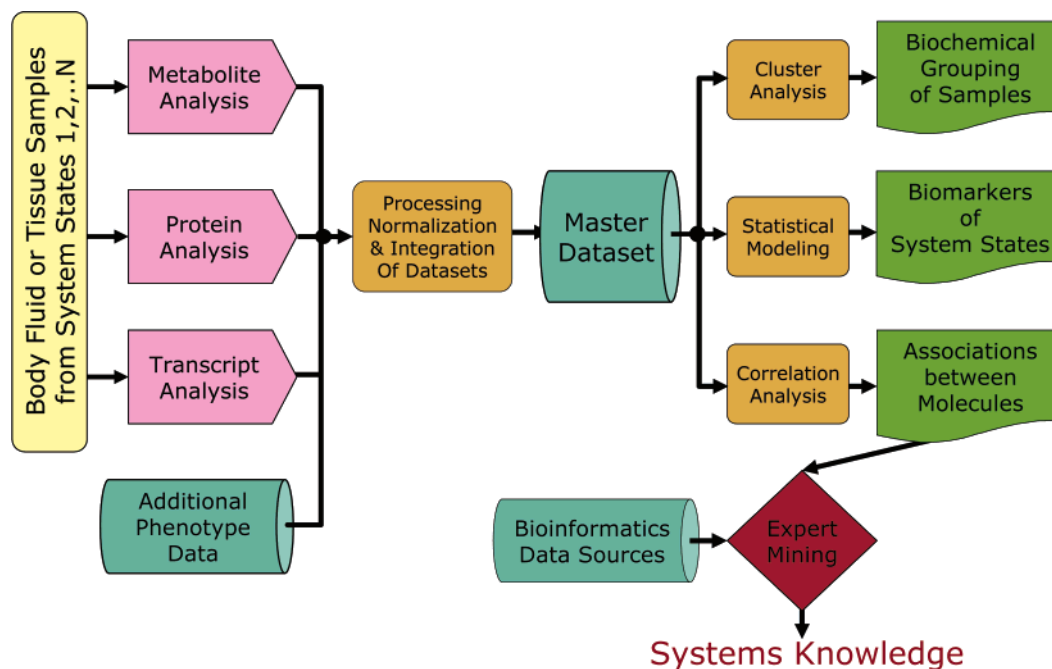 Body Fluid or Tissue Samples
from System States 1,2,..N
Metabolite
Analysis
Protein
Analysis
Transcript
Analysis
Additional
Phenotype
Data
Processing
Normalization
& Integration
Of Datasets
Master
Dataset
Cluster
Analysis
Statistical
Modeling
Correlation
Analysis
Biochemical
Grouping
of Samples
Biomarkers
of
System States
Associations
between
Molecules
Bioinformatics
Data Sources
Expert
Mining
Systems Knowledge